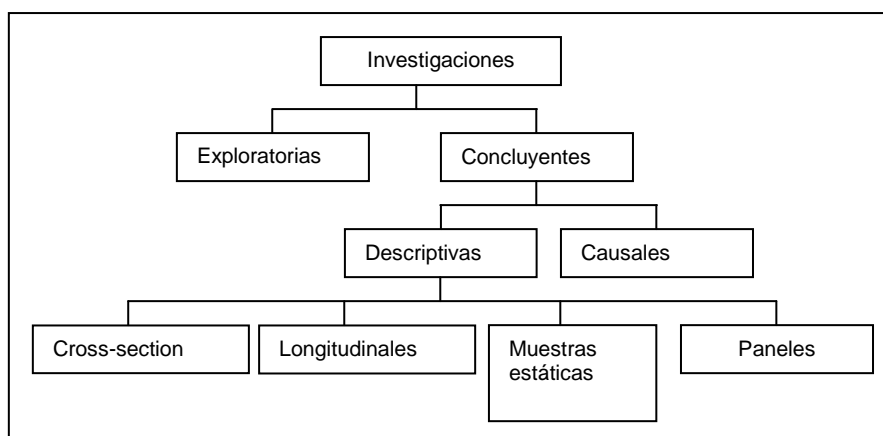 Investigaciones
Exploratorias
Concluyentes
Descriptivas
Causales
Cross-section
Longitudinales
Muestras
estáticas
Paneles